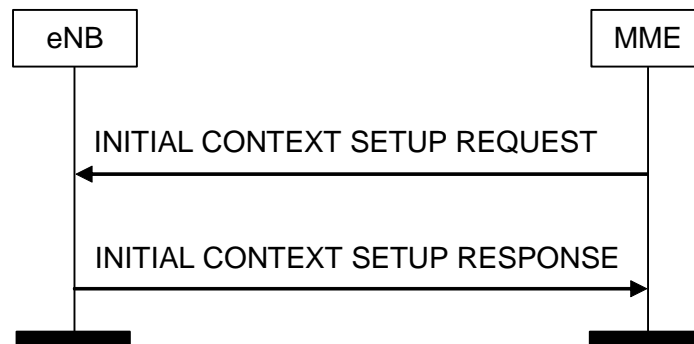 eNB
MME
INITIAL CONTEXT SETUP REQUEST
INITIAL CONTEXT SETUP RESPONSE